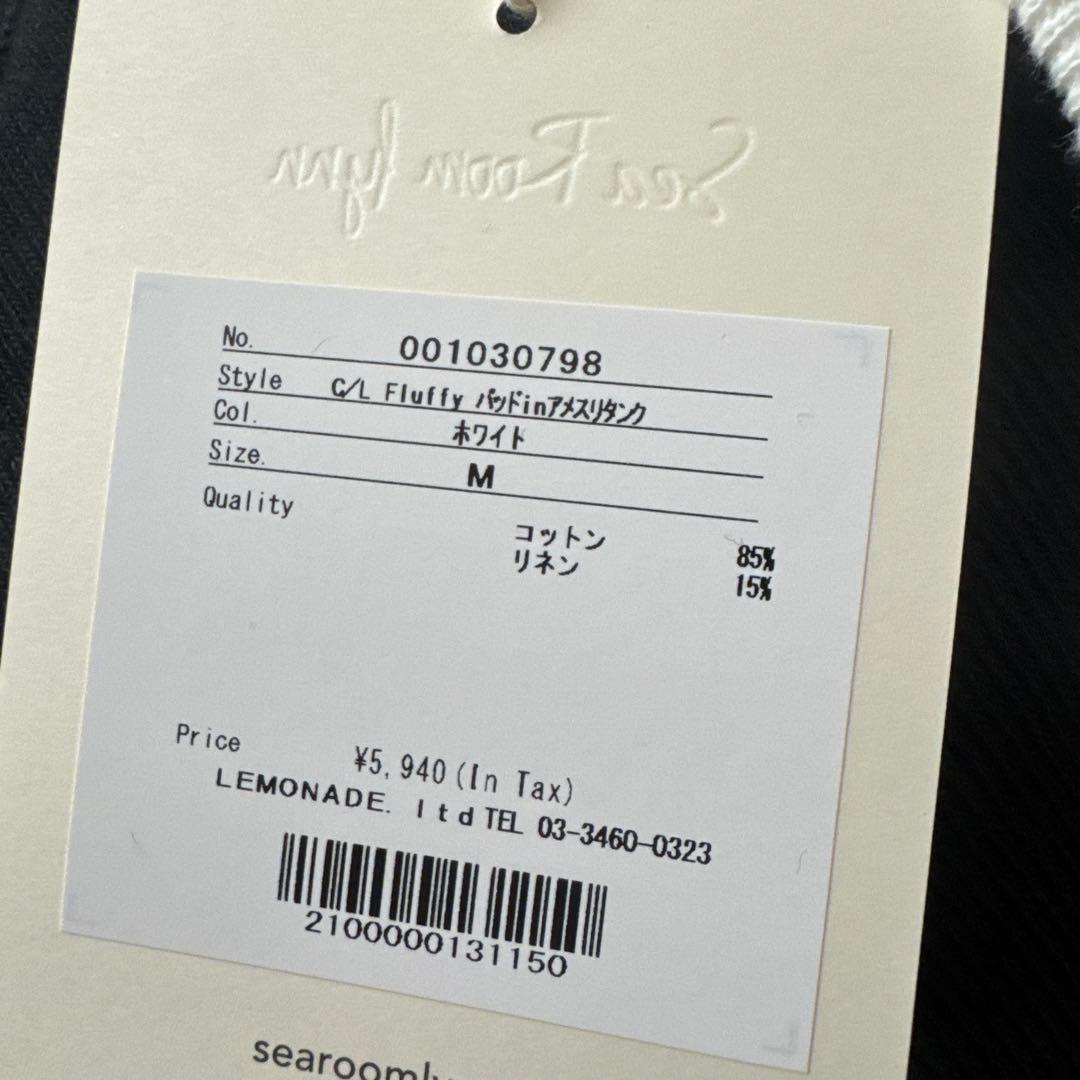 Sea Room lynn
No. 001030798
Style C/L Fluffy パッドinアメスリタンク
Col. ホワイト
Size. M
Quality
コットン 85%
リネン 15%
Price ¥5,940(In Tax)
LEMONADE. ltd TEL 03-3460-0323
2100000131150